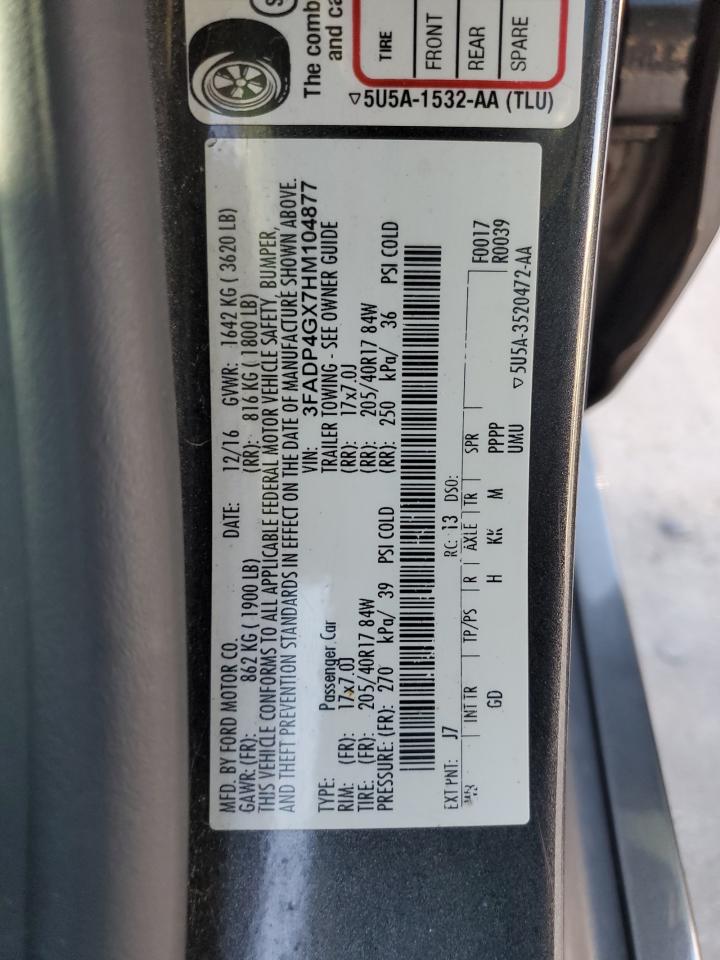 The comb
and ca
TIRE
FRONT
REAR
SPARE
▽5U5A-1532-AA (TLU)
MFD. BY FORD MOTOR CO. DATE: 12/16 GVWR: 1642 KG ( 3620 LB)
GAWR: (FR): 862 KG ( 1900 LB) (RR): 816 KG ( 1800 LB)
THIS VEHICLE CONFORMS TO ALL APPLICABLE FEDERAL MOTOR VEHICLE SAFETY, BUMPER,
AND THEFT PREVENTION STANDARDS IN EFFECT ON THE DATE OF MANUFACTURE SHOWN ABOVE.
VIN: 3FADP4GX7HM104877
TYPE: Passenger Car TRAILER TOWING - SEE OWNER GUIDE
RIM: (FR): 17x7.0J (RR): 17x7.0J
TIRE: (FR): 205/40R17 84W (RR): 205/40R17 84W
PRESSURE: (FR): 270 kPa/ 39 PSI COLD (RR): 250 kPa/ 36 PSI COLD
F0017
EXT PNT: J7 RC: 13 DSO: R0039
INT TR TP/PS R AXLE TR SPR
GD H KK M PPPP
UMU
▽5U5A-3520472-AA